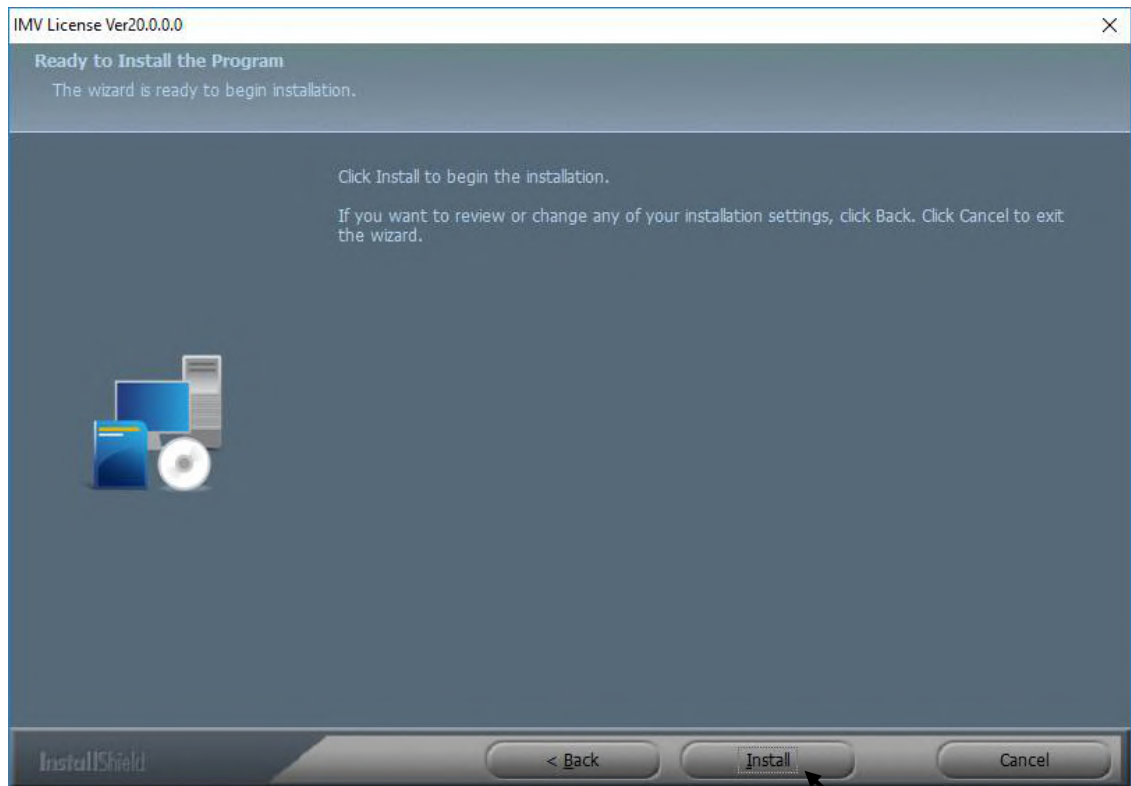 IMV License Ver20.0.0.0
Ready to Install the Program
The wizard is ready to begin installation.
Click Install to begin the installation.
If you want to review or change any of your installation settings, click Back. Click Cancel to exit
the wizard.
InstallShield
< Back
Install
Cancel